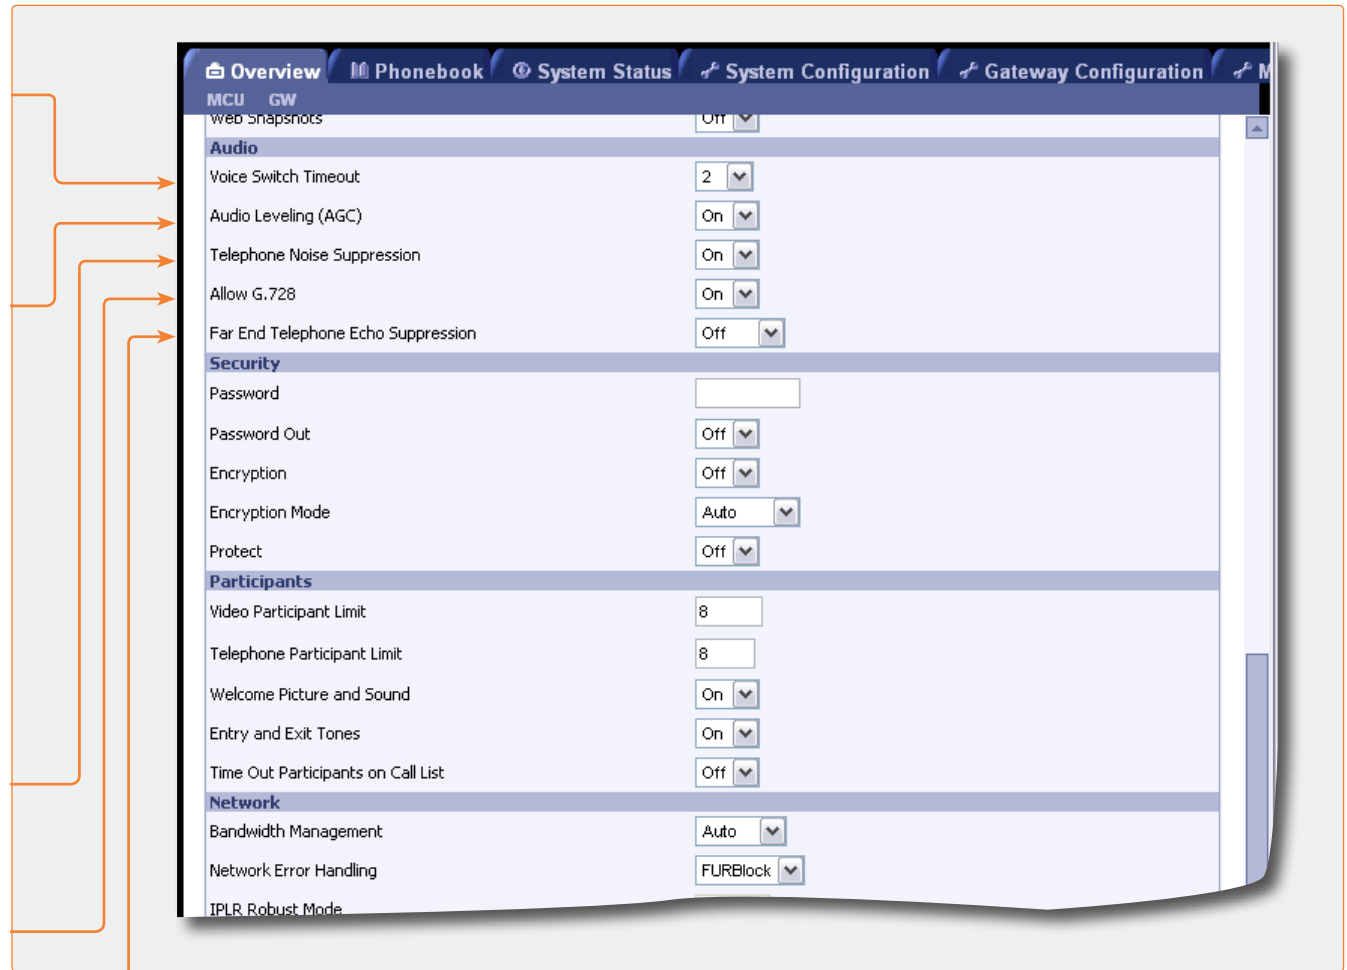 Overview Phonebook System Status System Configuration Gateway Configuration M
MCU GW
Web Snapshots Off
Audio
Voice Switch Timeout 2
Audio Leveling (AGC) On
Telephone Noise Suppression On
Allow G.728 On
Far End Telephone Echo Suppression Off
Security
Password
Password Out Off
Encryption Off
Encryption Mode Auto
Protect Off
Participants
Video Participant Limit 8
Telephone Participant Limit 8
Welcome Picture and Sound On
Entry and Exit Tones On
Time Out Participants on Call List Off
Network
Bandwidth Management Auto
Network Error Handling FURBlock
IPLR Robust Mode